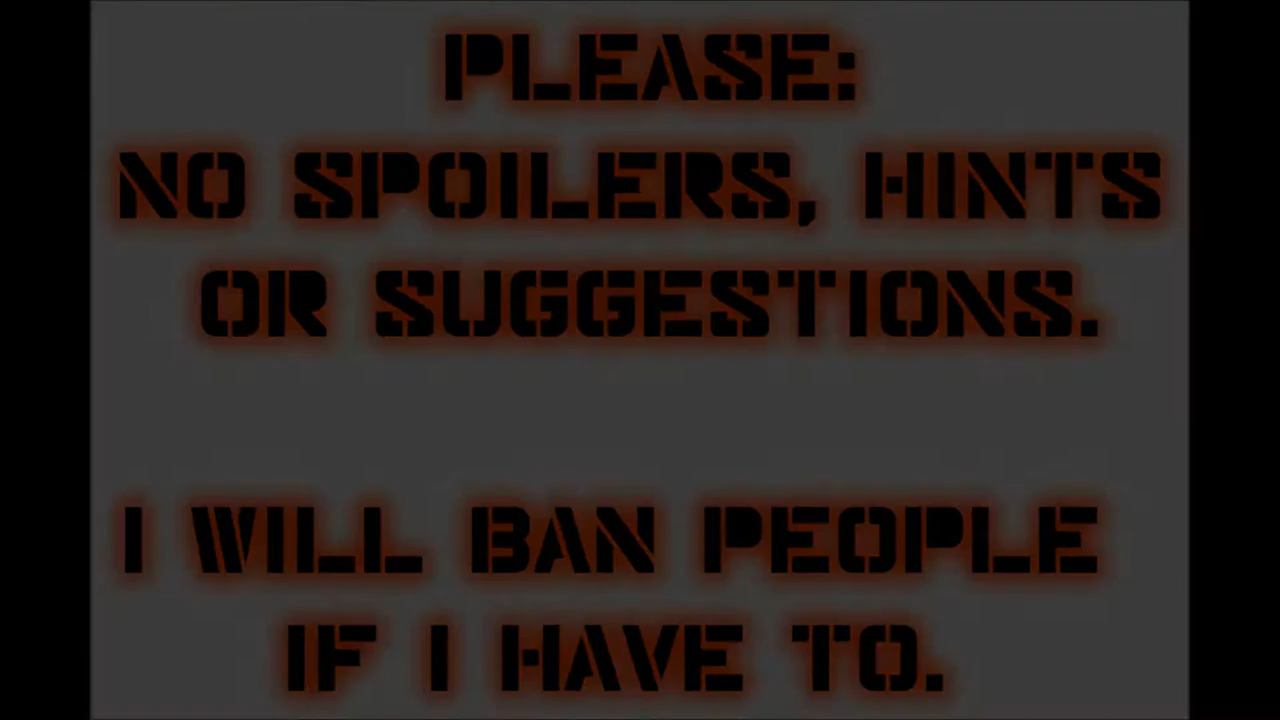 PLEASE:
NO SPOILERS, HINTS
OR SUGGESTIONS.
I WILL BAN PEOPLE
IF I HAVE TO.